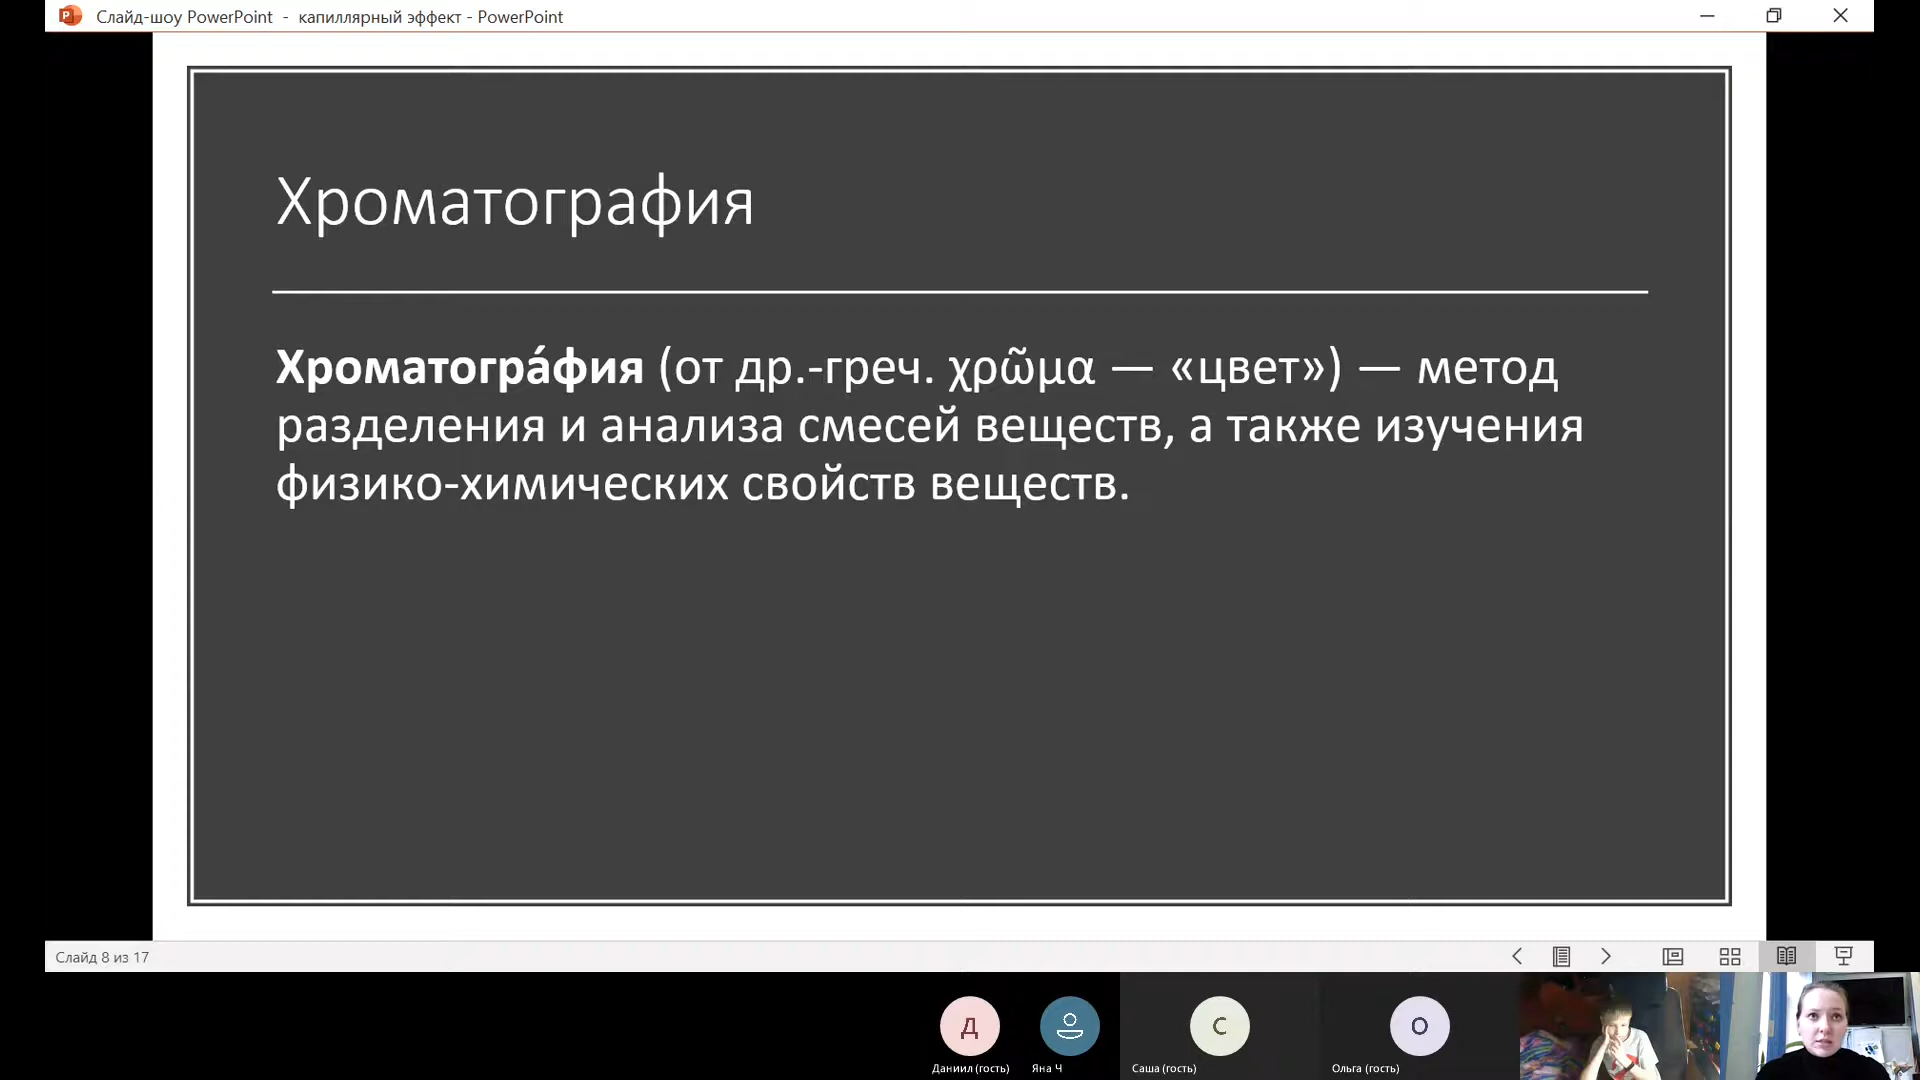 Слайд-шоу PowerPoint - капиллярный эффект - PowerPoint
Хроматография
Хроматогра́фия (от др.-греч. χρῶμα — «цвет») — метод
разделения и анализа смесей веществ, а также изучения
физико-химических свойств веществ.
Слайд 8 из 17
Д
С
О
Даниил (гость)
Яна Ч
Саша (гость)
Ольга (гость)